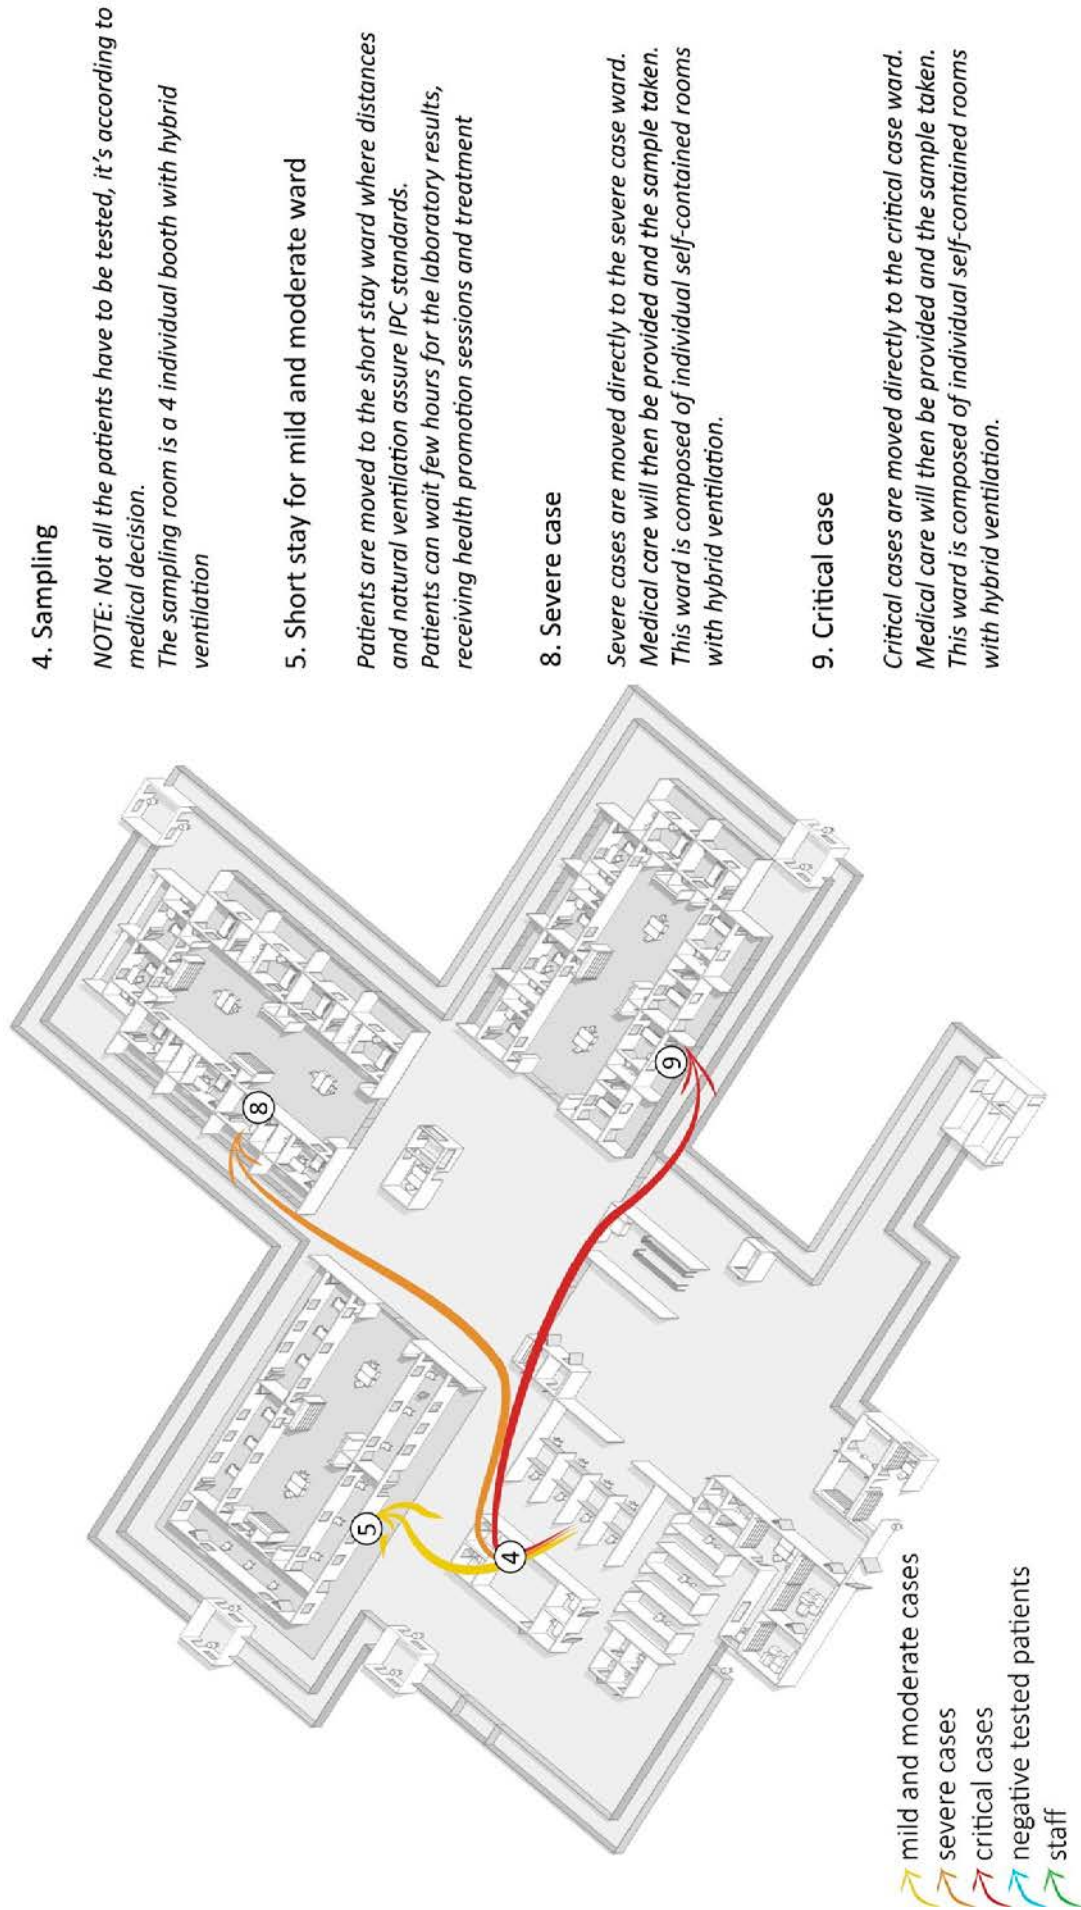 4. Sampling
NOTE: Not all the patients have to be tested, it's according to
medical decision.
The sampling room is a 4 individual booth with hybrid
ventilation
5. Short stay for mild and moderate ward
Patients are moved to the short stay ward where distances
and natural ventilation assure IPC standards.
Patients can wait few hours for the laboratory results,
receiving health promotion sessions and treatment
8. Severe case
Severe cases are moved directly to the severe case ward.
Medical care will then be provided and the sample taken.
This ward is composed of individual self-contained rooms
with hybrid ventilation.
9. Critical case
Critical cases are moved directly to the critical case ward.
Medical care will then be provided and the sample taken.
This ward is composed of individual self-contained rooms
with hybrid ventilation.
8
5
9
4
mild and moderate cases
severe cases
critical cases
negative tested patients
staff